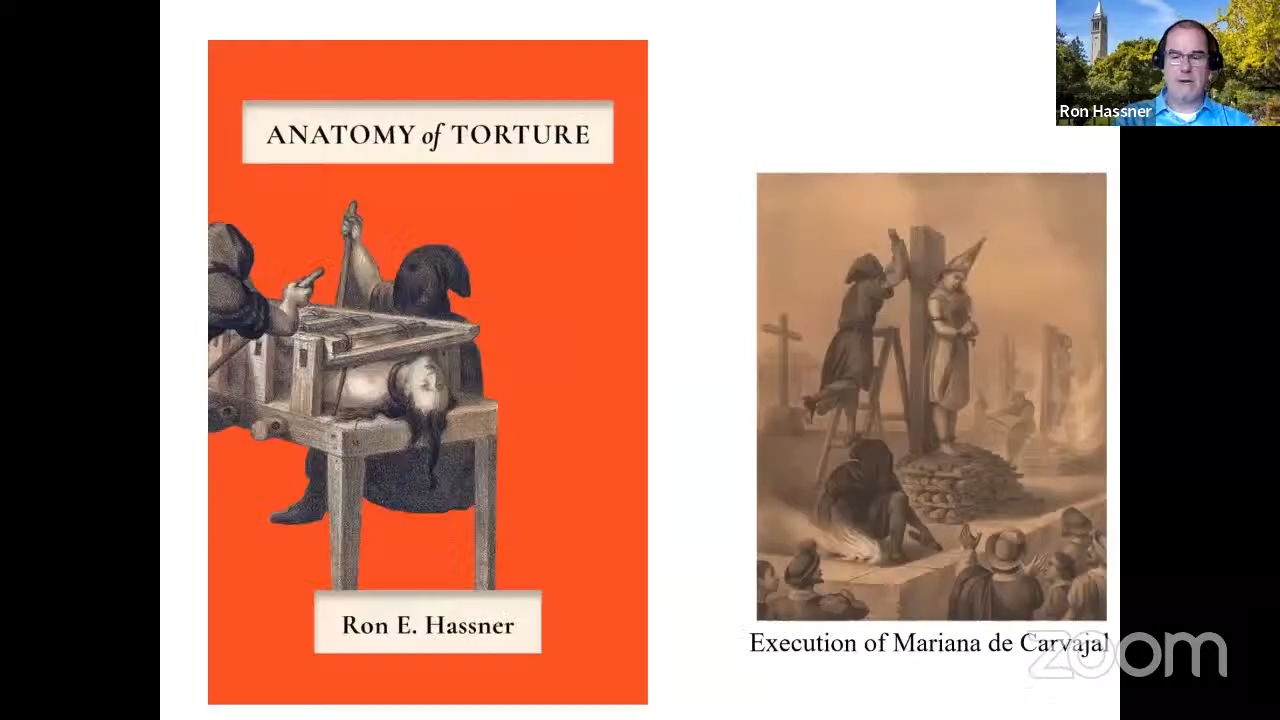 ANATOMY of TORTURE
Ron E. Hassner
Ron Hassner
Execution of Mariana de Carvajal
zoom